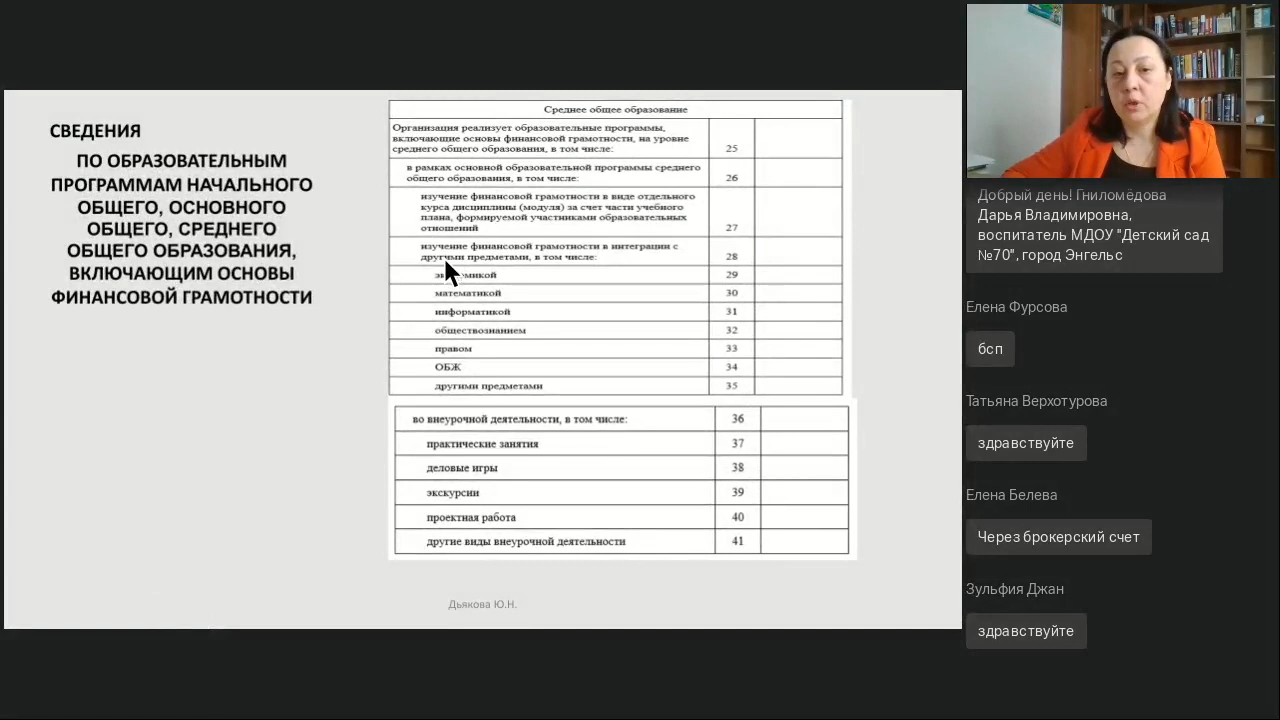 СВЕДЕНИЯ
ПО ОБРАЗОВАТЕЛЬНЫМ
ПРОГРАММАМ НАЧАЛЬНОГО
ОБЩЕГО, ОСНОВНОГО
ОБЩЕГО, СРЕДНЕГО
ОБЩЕГО ОБРАЗОВАНИЯ,
ВКЛЮЧАЮЩИМ ОСНОВЫ
ФИНАНСОВОЙ ГРАМОТНОСТИ
Среднее общее образование
Организация реализует образовательные программы,
включающие основы финансовой грамотности, на уровне
среднего общего образования, в том числе: 25
в рамках основной образовательной программы среднего
общего образования, в том числе: 26
изучение финансовой грамотности в виде отдельного
курса дисциплины (модуля) за счет части учебного
плана, формируемой участниками образовательных
отношений 27
изучение финансовой грамотности в интеграции с
другими предметами, в том числе: 28
экономикой 29
математикой 30
информатикой 31
обществознанием 32
правом 33
ОБЖ 34
другими предметами 35
во внеурочной деятельности, в том числе: 36
практические занятия 37
деловые игры 38
экскурсии 39
проектная работа 40
другие виды внеурочной деятельности 41
Дьякова Ю.Н.
Добрый день! Гниломёдова
Дарья Владимировна,
воспитатель МДОУ "Детский сад
№70", город Энгельс
Елена Фурсова
бсп
Татьяна Верхотурова
здравствуйте
Елена Белева
Через брокерский счет
Зульфия Джан
здравствуйте